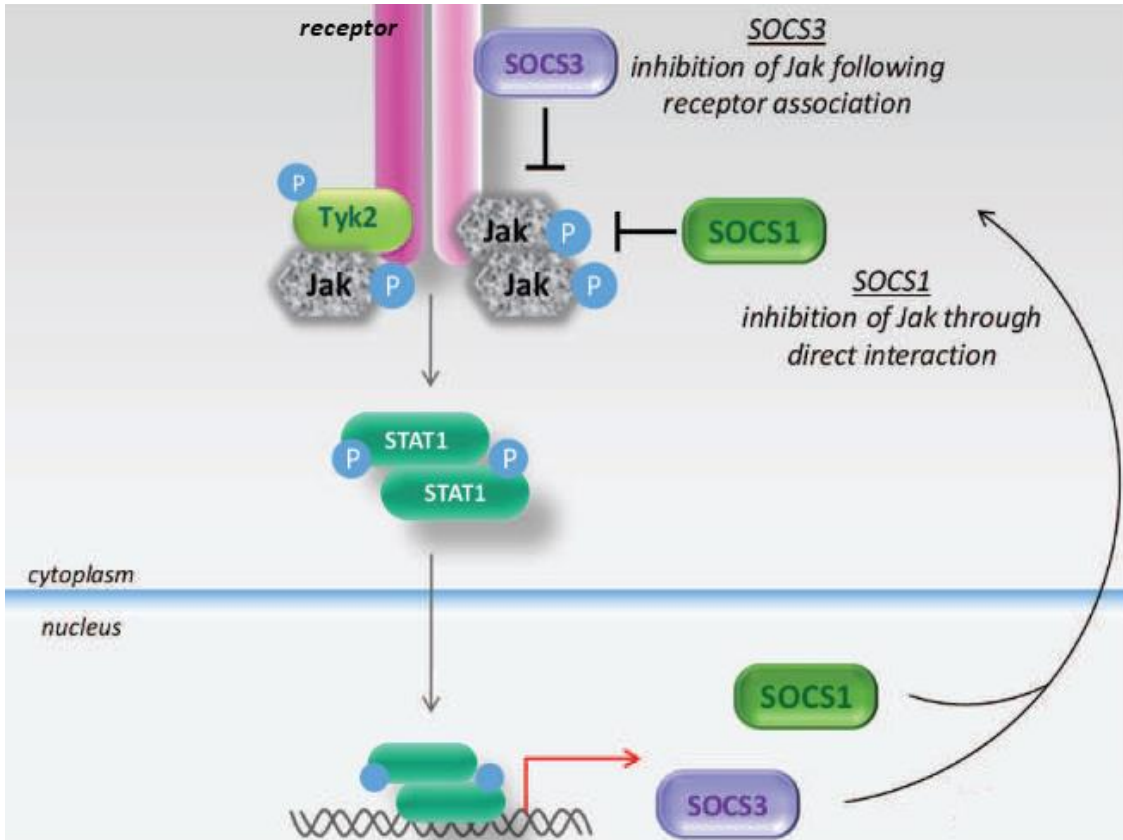 receptor
SOCS3
SOCS3
inhibition of Jak following
receptor association
P
Tyk2
Jak
P
Jak
P
Jak
P
SOCS1
SOCS1
inhibition of Jak through
direct interaction
STAT1
P
P
STAT1
cytoplasm
nucleus
SOCS1
SOCS3